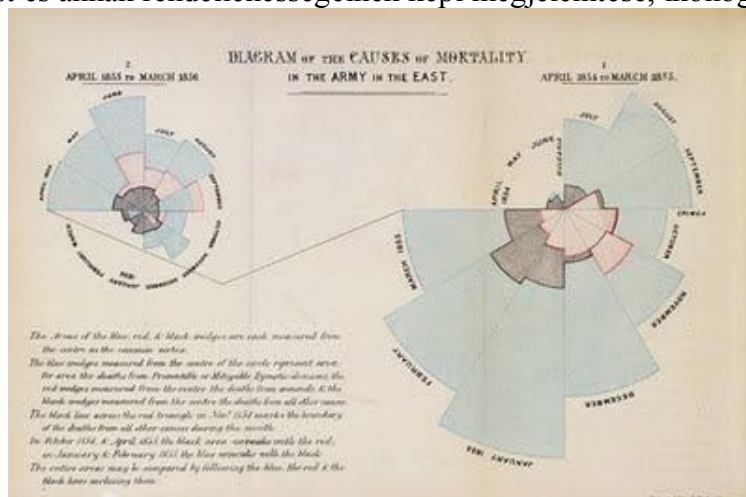 DIAGRAM OF THE CAUSES OF MORTALITY
IN THE ARMY IN THE EAST.
2.
APRIL 1855 TO MARCH 1856
1.
APRIL 1854 TO MARCH 1855.
JUNE
MAY
APRIL 1855
JULY
AUGUST
SEPTEMBER
OCTOBER
NOVEMBER
DECEMBER
JANUARY
1856
FEBRUARY
MARCH
APRIL
1854
MAY
JUNE
JULY
AUGUST
SEPTEMBER
OCTOBER
NOVEMBER
DECEMBER
JANUARY 1855
FEBRUARY
MARCH 1855
The Areas of the blue, red, & black wedges are each measured from
the centre as the common vertex.
The blue wedges measured from the centre of the circle represent area
for area the deaths from Preventible or Mitigable Zymotic diseases, the
red wedges measured from the centre the deaths from wounds, & the
black wedges measured from the centre the deaths from all other causes.
The black line across the red triangle in Nov.r 1854 marks the boundary
of the deaths from all other causes during the month.
In October 1854, & April 1855, the black area coincides with the red,
in January & February 1855, the blue coincides with the black.
The entire areas may be compared by following the blue, the red & the
black lines enclosing them.